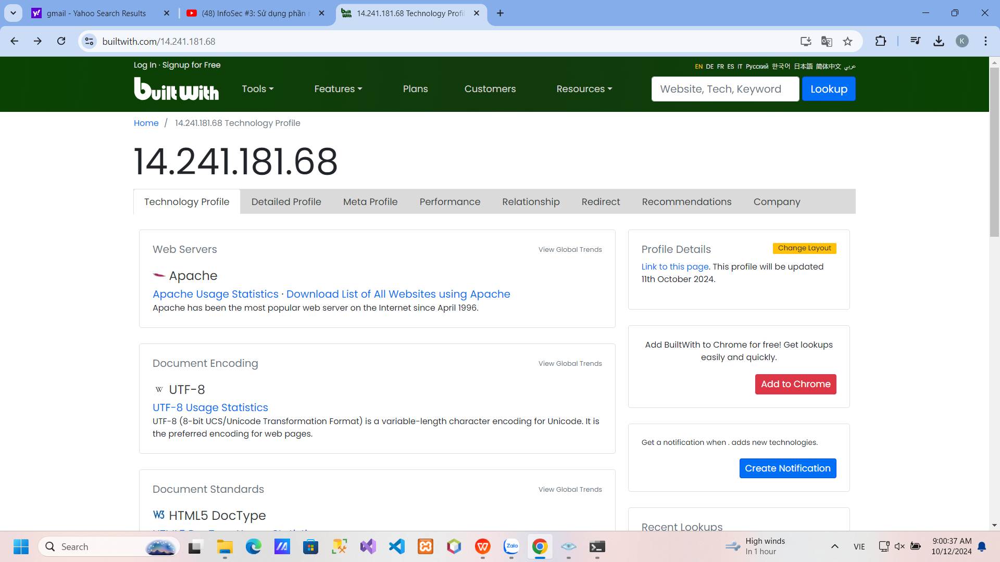 gmail - Yahoo Search Results
(48) InfoSec #3: Sử dụng phần
14.241.181.68 Technology Profi
builtwith.com/14.241.181.68
K
Log In · Signup for Free
EN DE FR ES IT Русский 한국어 日本語 简体中文 عربي
built with
Tools
Features
Plans
Customers
Resources
Website, Tech, Keyword
Lookup
Home / 14.241.181.68 Technology Profile
14.241.181.68
Technology Profile
Detailed Profile
Meta Profile
Performance
Relationship
Redirect
Recommendations
Company
Web Servers
View Global Trends
Apache
Apache Usage Statistics · Download List of All Websites using Apache
Apache has been the most popular web server on the Internet since April 1996.
Document Encoding
View Global Trends
W UTF-8
UTF-8 Usage Statistics
UTF-8 (8-bit UCS/Unicode Transformation Format) is a variable-length character encoding for Unicode. It is
the preferred encoding for web pages.
Document Standards
View Global Trends
W3 HTML5 DocType
Profile Details
Change Layout
Link to this page. This profile will be updated
11th October 2024.
Add BuiltWith to Chrome for free! Get lookups
easily and quickly.
Add to Chrome
Get a notification when . adds new technologies.
Create Notification
Recent Lookups
Search
Zalo
High winds
In 1 hour
VIE
9:00:37 AM
10/12/2024